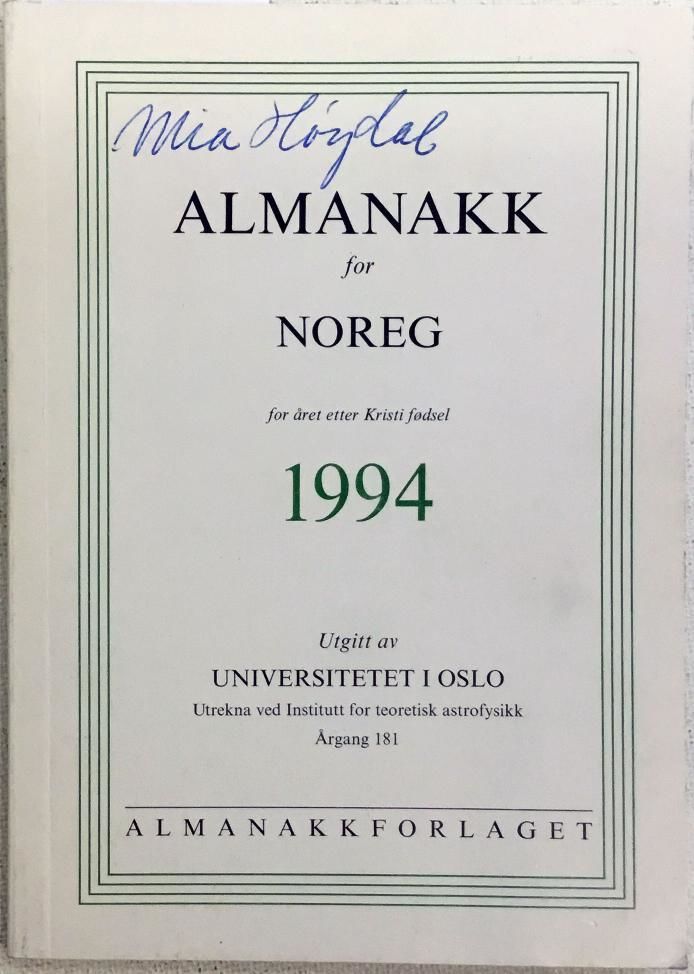 Mia Høydal
ALMANAKK
for
NOREG
for året etter Kristi fødsel
1994
Utgitt av
UNIVERSITETET I OSLO
Utrekna ved Institutt for teoretisk astrofysikk
Årgang 181
ALMANAKKFORLAGET